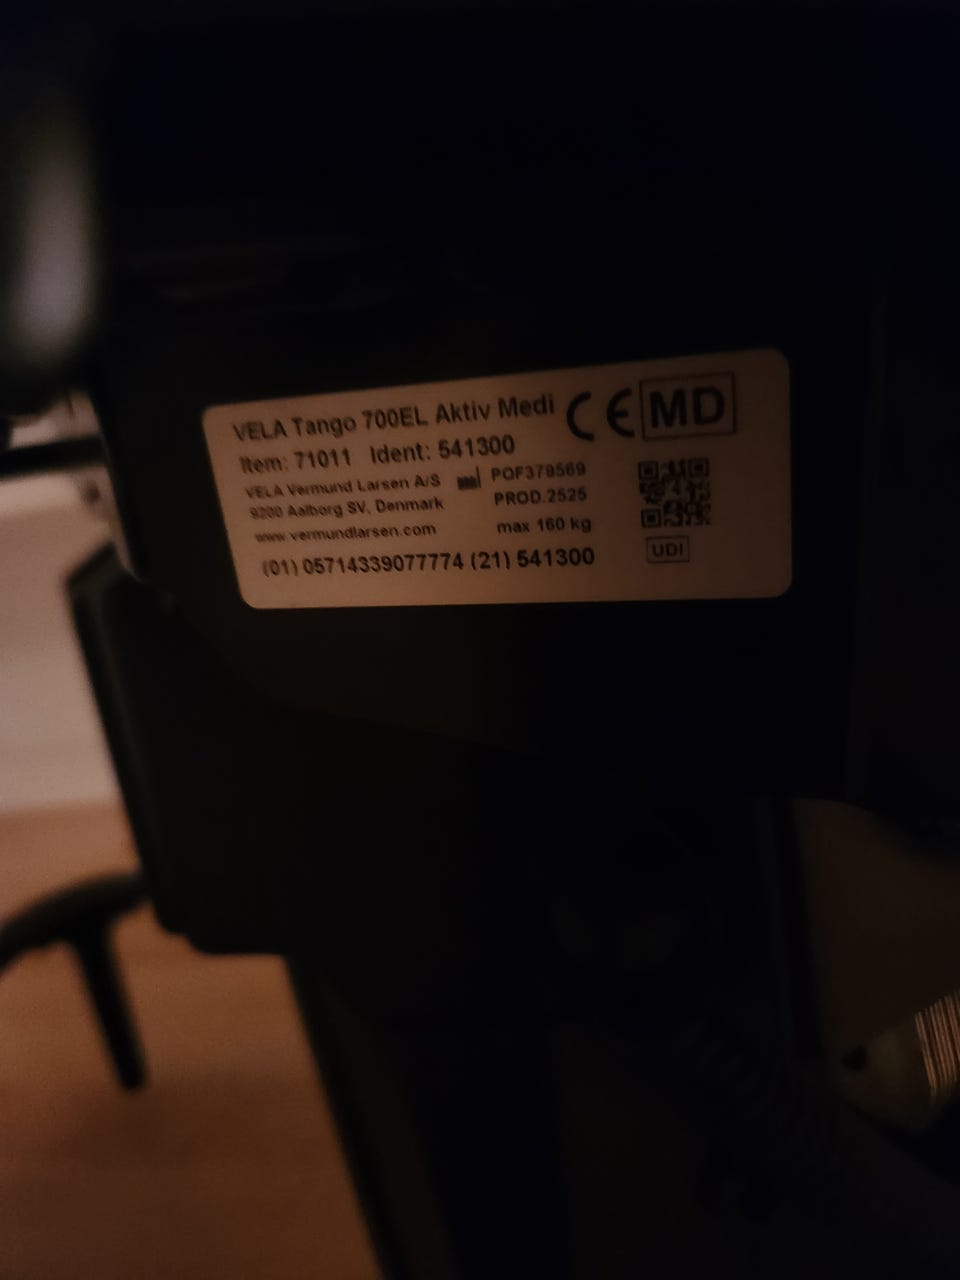 VELA Tango 700EL Aktiv Medi CE MD
Item: 71011 Ident: 541300
VELA Vermund Larsen A/S POF379569
9200 Aalborg SV, Denmark PROD.2525
www.vermundlarsen.com max 160 kg
UDI
(01) 05714339077774 (21) 541300